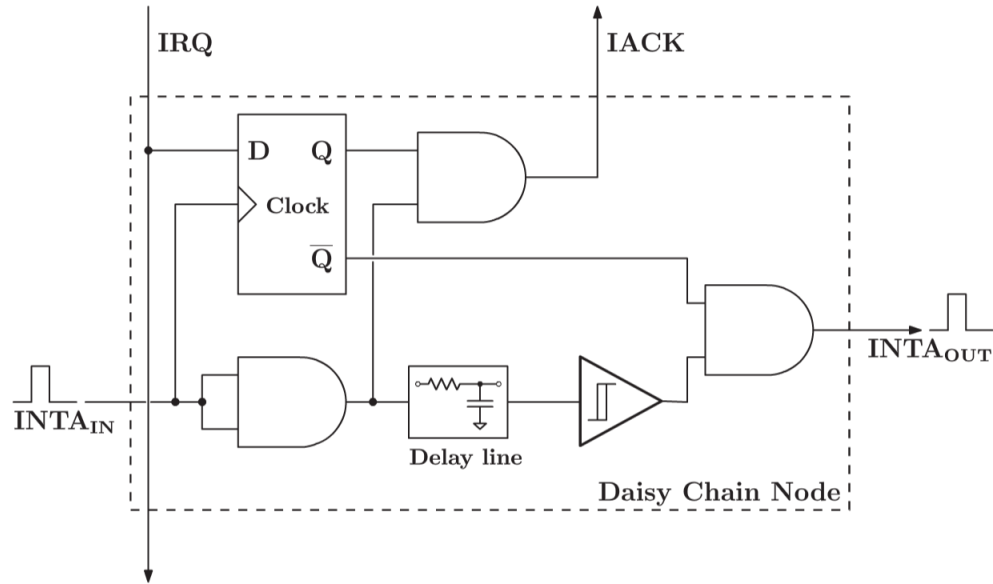 IRQ
IACK
D Q
Clock
Q̅
INTA_IN
INTA_OUT
Delay line
Daisy Chain Node